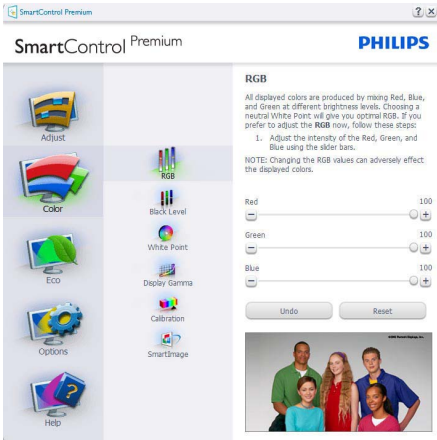 SmartControl Premium
? x
SmartControl Premium
PHILIPS
Adjust
Color
Eco
Options
Help
RGB
Black Level
White Point
Display Gamma
Calibration
SmartImage
RGB
All displayed colors are produced by mixing Red, Blue,
and Green at different brightness levels. Choosing a
neutral White Point will give you optimal RGB. If you
prefer to adjust the RGB now, follow these steps:
1. Adjust the intensity of the Red, Green, and
Blue using the slider bars.
NOTE: Changing the RGB values can adversely effect
the displayed colors.
Red 100
Green 100
Blue 100
Undo Reset